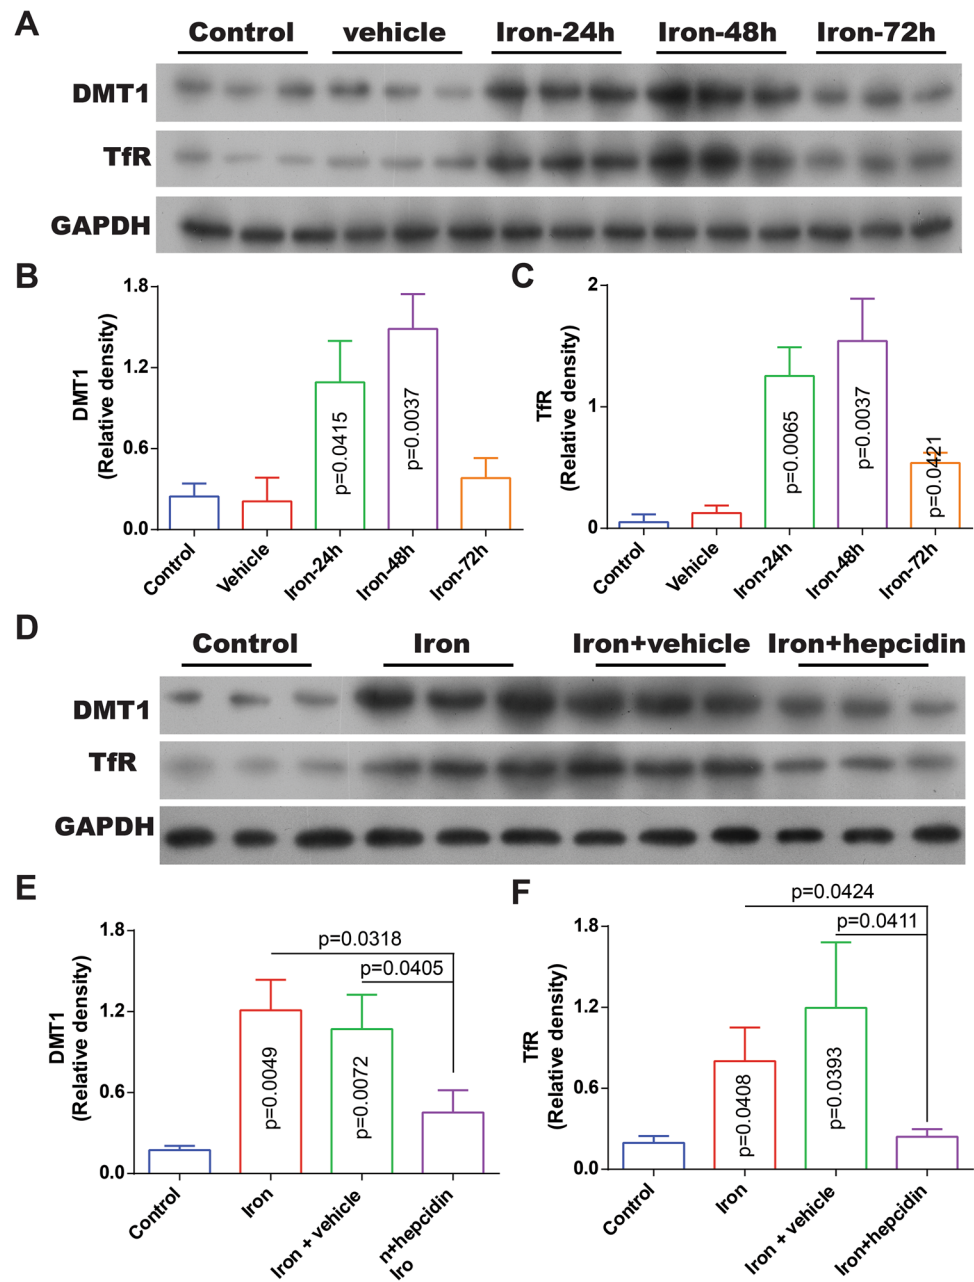 A
Control vehicle Iron-24h Iron-48h Iron-72h
DMT1
TfR
GAPDH
B
DMT1
(Relative density)
1.8
1.2
0.6
0.0
p=0.0415
p=0.0037
Control
Vehicle
Iron-24h
Iron-48h
Iron-72h
C
TfR
(Relative density)
2
1
0
p=0.0065
p=0.0037
p=0.0421
Control
Vehicle
Iron-24h
Iron-48h
Iron-72h
D
Control Iron Iron+vehicle Iron+hepcidin
DMT1
TfR
GAPDH
E
DMT1
(Relative density)
1.8
1.2
0.6
0.0
p=0.0318
p=0.0405
p=0.0049
p=0.0072
Control
Iron
Iron + vehicle
n+hepcidin
Iro
F
TfR
(Relative density)
1.8
1.2
0.6
0.0
p=0.0424
p=0.0411
p=0.0408
p=0.0393
Control
Iron
Iron + vehicle
Iron+hepcidin